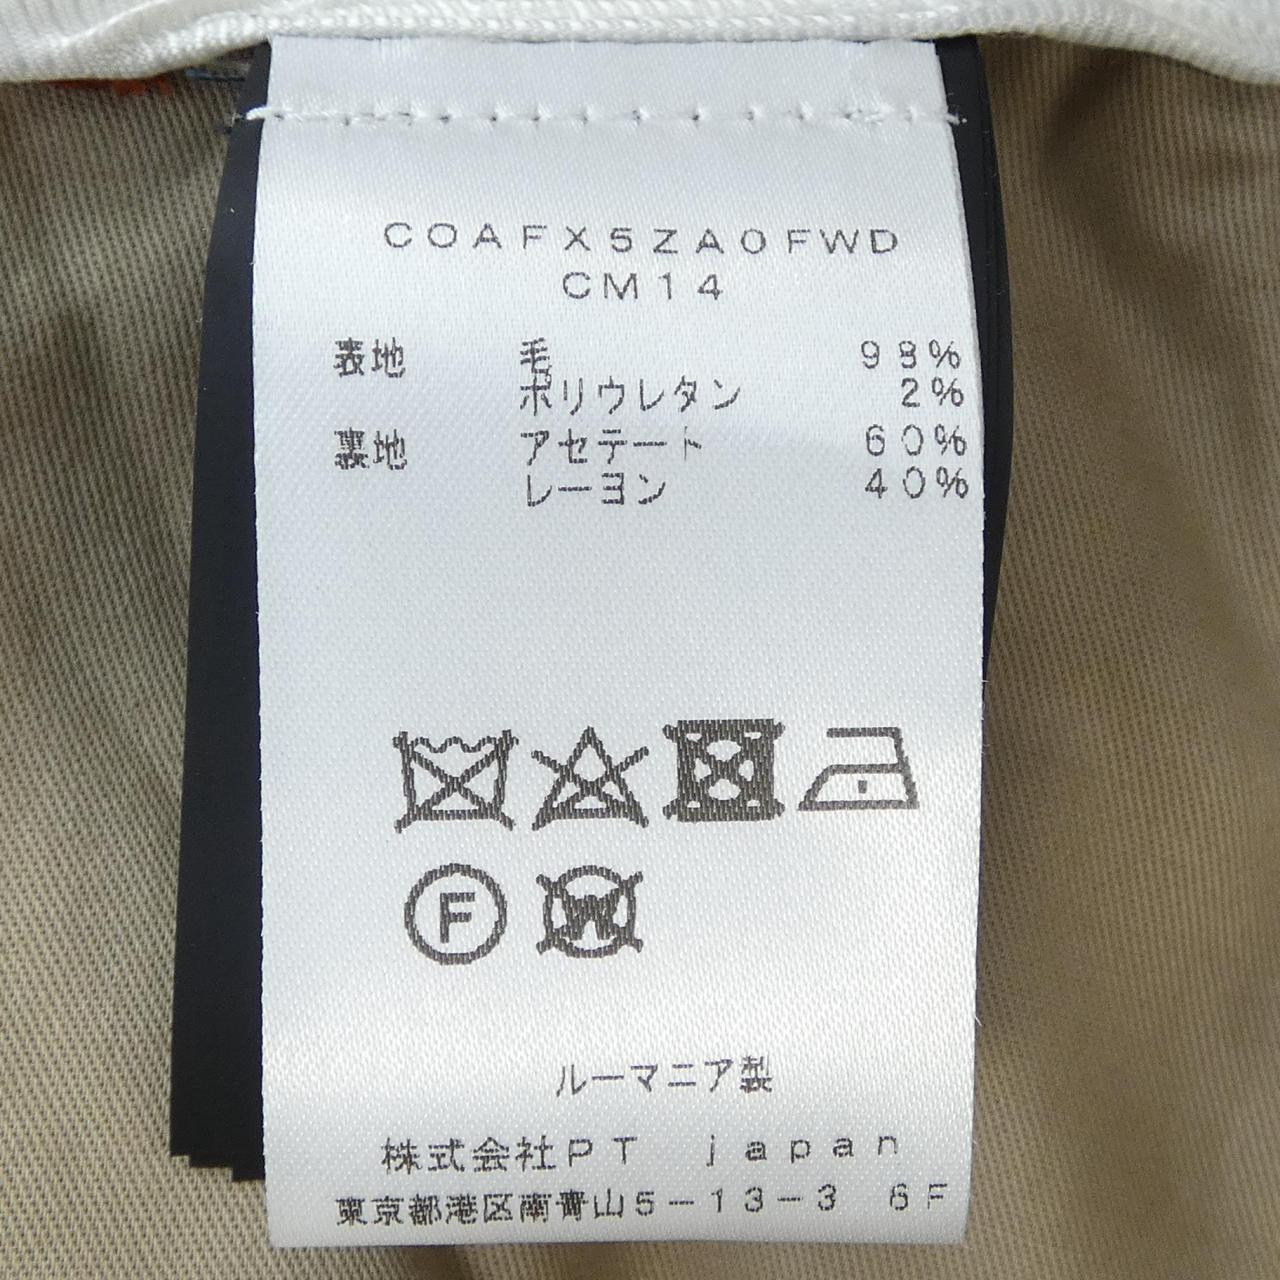 COAFX5ZA0FWD
CM14
表地 毛 98%
ポリウレタン 2%
裏地 アセテート 60%
レーヨン 40%
F
W
ルーマニア製
株式会社PT japan
東京都港区南青山5-13-3 6F